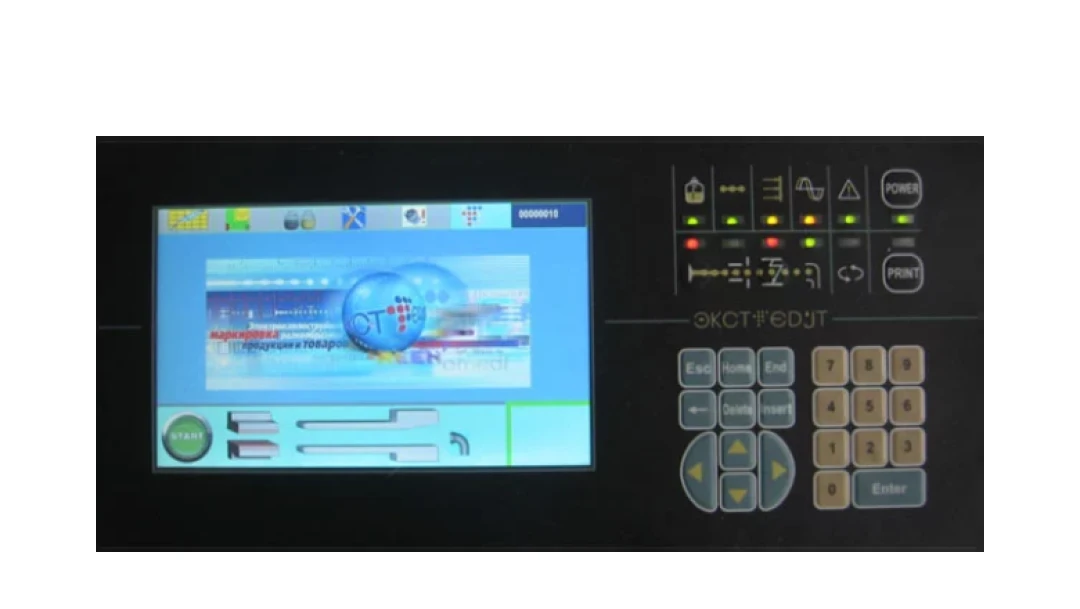 POWER
00000010
PRINT
ЭКСТ
маркировка
продукции и товаров
СТ
START
Esc Home End
← Delete Insert
7 8 9
4 5 6
1 2 3
0 Enter